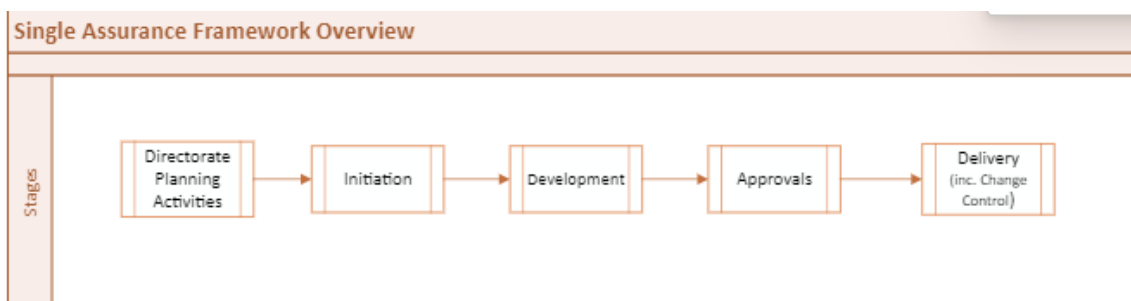 Single Assurance Framework Overview
Stages
Directorate
Planning
Activities
Initiation
Development
Approvals
Delivery
(inc. Change
Control)